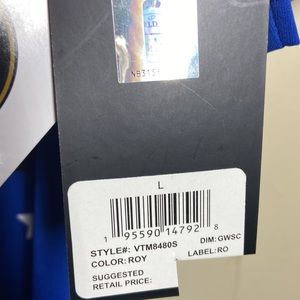 L
1 95590 14792 8
STYLE#: VTM8480S DIM: GWSC
COLOR: ROY LABEL: RO
SUGGESTED
RETAIL PRICE: